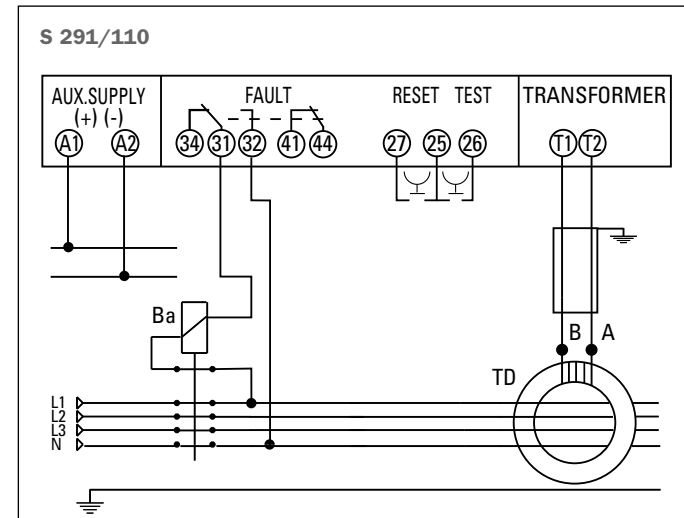 S 291/110
AUX.SUPPLY FAULT RESET TEST TRANSFORMER
(+) (-)
A1 A2 34 31 32 41 44 27 25 26 T1 T2
Ba
B A
TD
L1
L2
L3
N